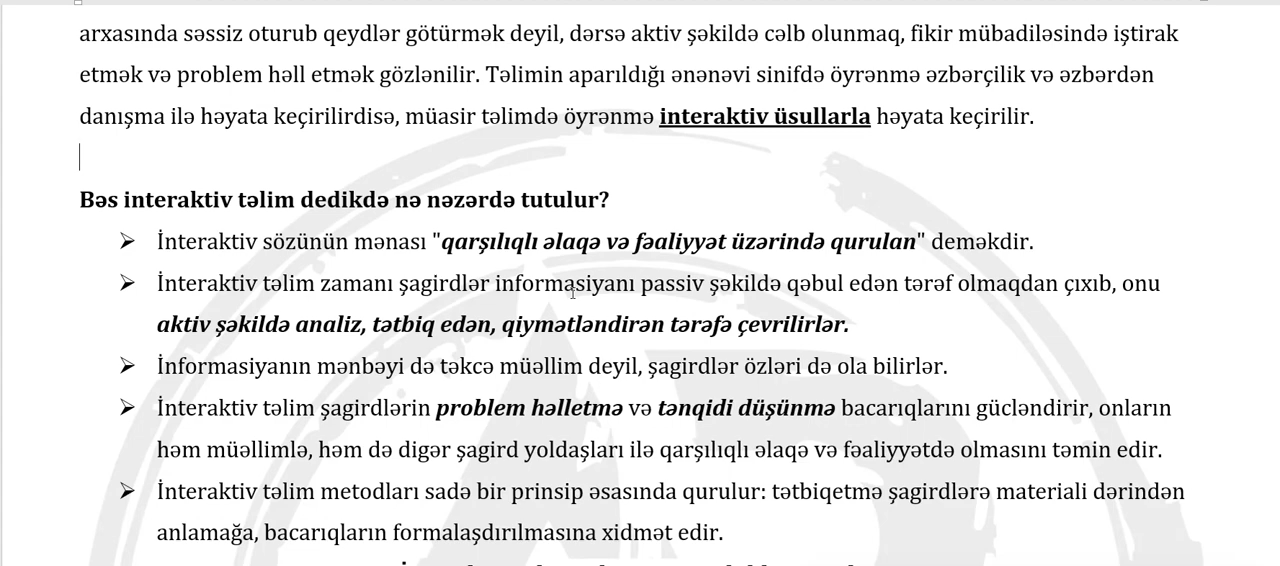 arxasında səssiz oturub qeydlər götürmək deyil, dərsə aktiv şəkildə cəlb olunmaq, fikir mübadiləsində iştirak
etmək və problem həll etmək gözlənilir. Təlimin aparıldığı ənənəvi sinifdə öyrənmə əzbərçilik və əzbərdən
danışma ilə həyata keçirilirdisə, müasir təlimdə öyrənmə interaktiv üsullarla həyata keçirilir.
Bəs interaktiv təlim dedikdə nə nəzərdə tutulur?
➢ İnteraktiv sözünün mənası "qarşılıqlı əlaqə və fəaliyyət üzərində qurulan" deməkdir.
➢ İnteraktiv təlim zamanı şagirdlər informasiyanı passiv şəkildə qəbul edən tərəf olmaqdan çıxıb, onu
aktiv şəkildə analiz, tətbiq edən, qiymətləndirən tərəfə çevrilirlər.
➢ İnformasiyanın mənbəyi də təkcə müəllim deyil, şagirdlər özləri də ola bilirlər.
➢ İnteraktiv təlim şagirdlərin problem həlletmə və tənqidi düşünmə bacarıqlarını gücləndirir, onların
həm müəllimlə, həm də digər şagird yoldaşları ilə qarşılıqlı əlaqə və fəaliyyətdə olmasını təmin edir.
➢ İnteraktiv təlim metodları sadə bir prinsip əsasında qurulur: tətbiqetmə şagirdlərə materiali dərindən
anlamağa, bacarıqların formalaşdırılmasına xidmət edir.